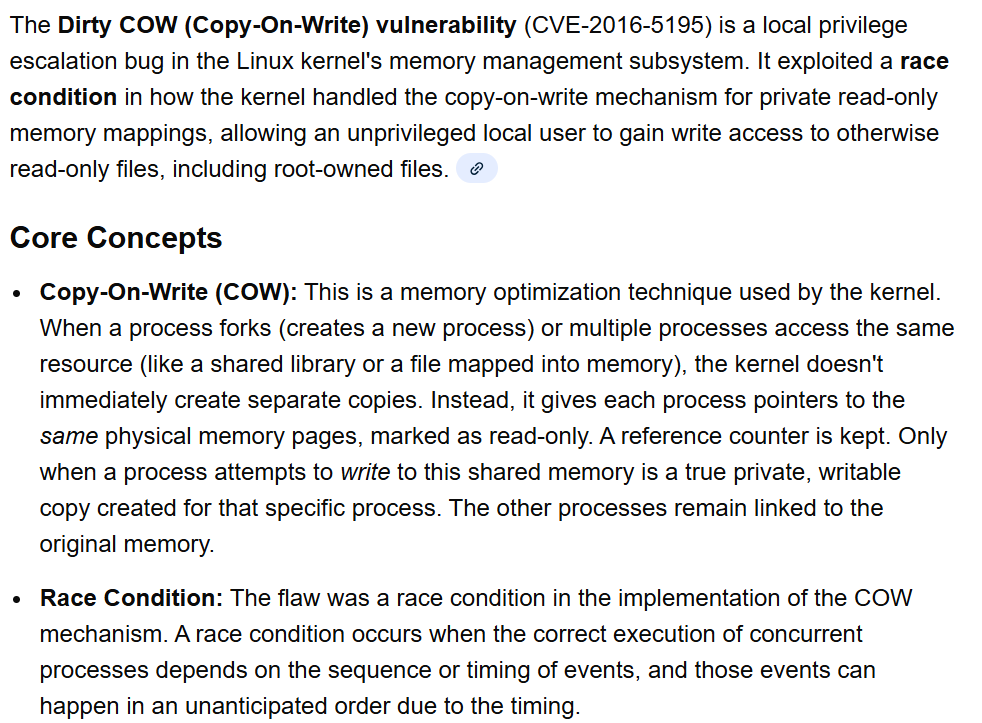 The Dirty COW (Copy-On-Write) vulnerability (CVE-2016-5195) is a local privilege
escalation bug in the Linux kernel's memory management subsystem. It exploited a race
condition in how the kernel handled the copy-on-write mechanism for private read-only
memory mappings, allowing an unprivileged local user to gain write access to otherwise
read-only files, including root-owned files.
Core Concepts
• Copy-On-Write (COW): This is a memory optimization technique used by the kernel.
When a process forks (creates a new process) or multiple processes access the same
resource (like a shared library or a file mapped into memory), the kernel doesn't
immediately create separate copies. Instead, it gives each process pointers to the
same physical memory pages, marked as read-only. A reference counter is kept. Only
when a process attempts to write to this shared memory is a true private, writable
copy created for that specific process. The other processes remain linked to the
original memory.
• Race Condition: The flaw was a race condition in the implementation of the COW
mechanism. A race condition occurs when the correct execution of concurrent
processes depends on the sequence or timing of events, and those events can
happen in an unanticipated order due to the timing.